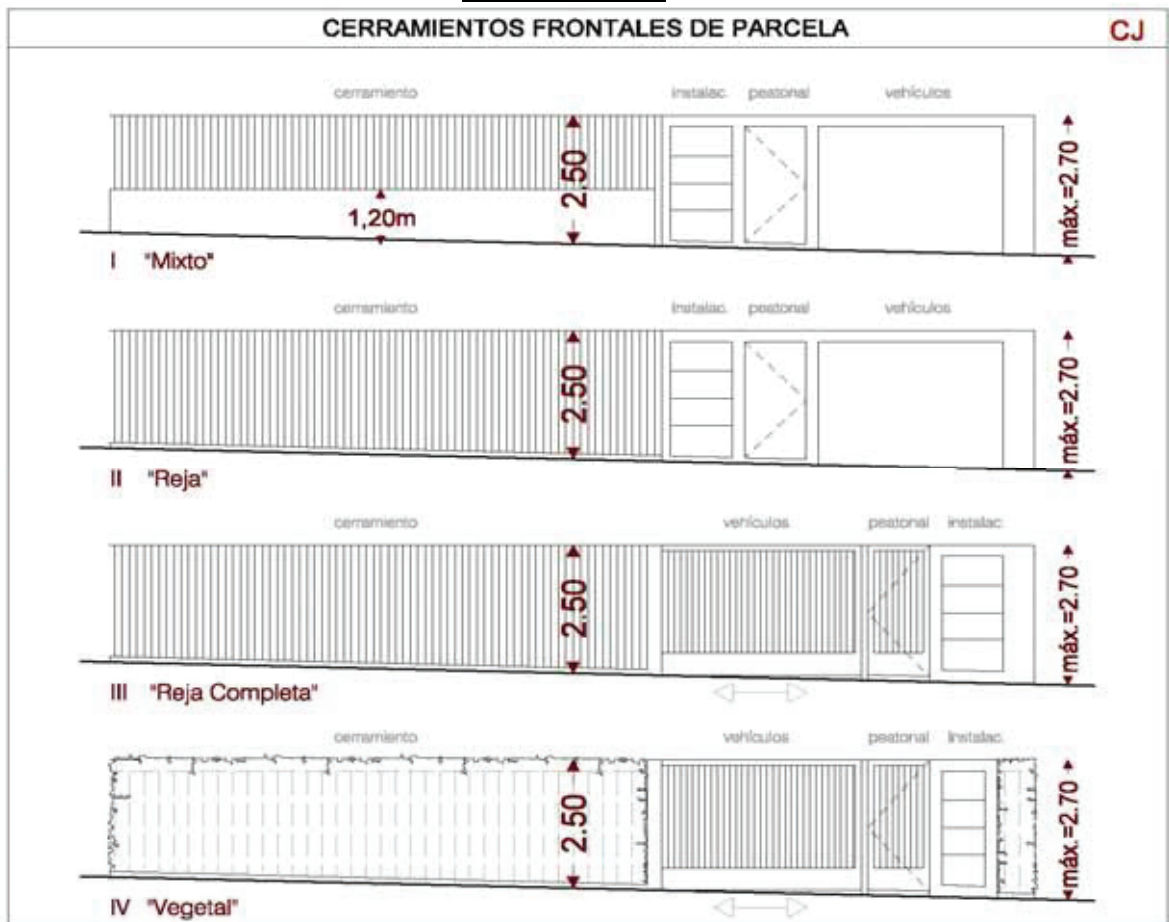 CERRAMIENTOS FRONTALES DE PARCELA CJ
cerramiento instalac. peatonal vehículos
2.50
1,20m
máx.=2.70
I "Mixto"
cerramiento instalac. peatonal vehículos
2.50
máx.=2.70
II "Reja"
cerramiento vehículos peatonal instalac.
2.50
máx.=2.70
III "Reja Completa"
cerramiento vehículos peatonal instalac.
2.50
máx.=2.70
IV "Vegetal"